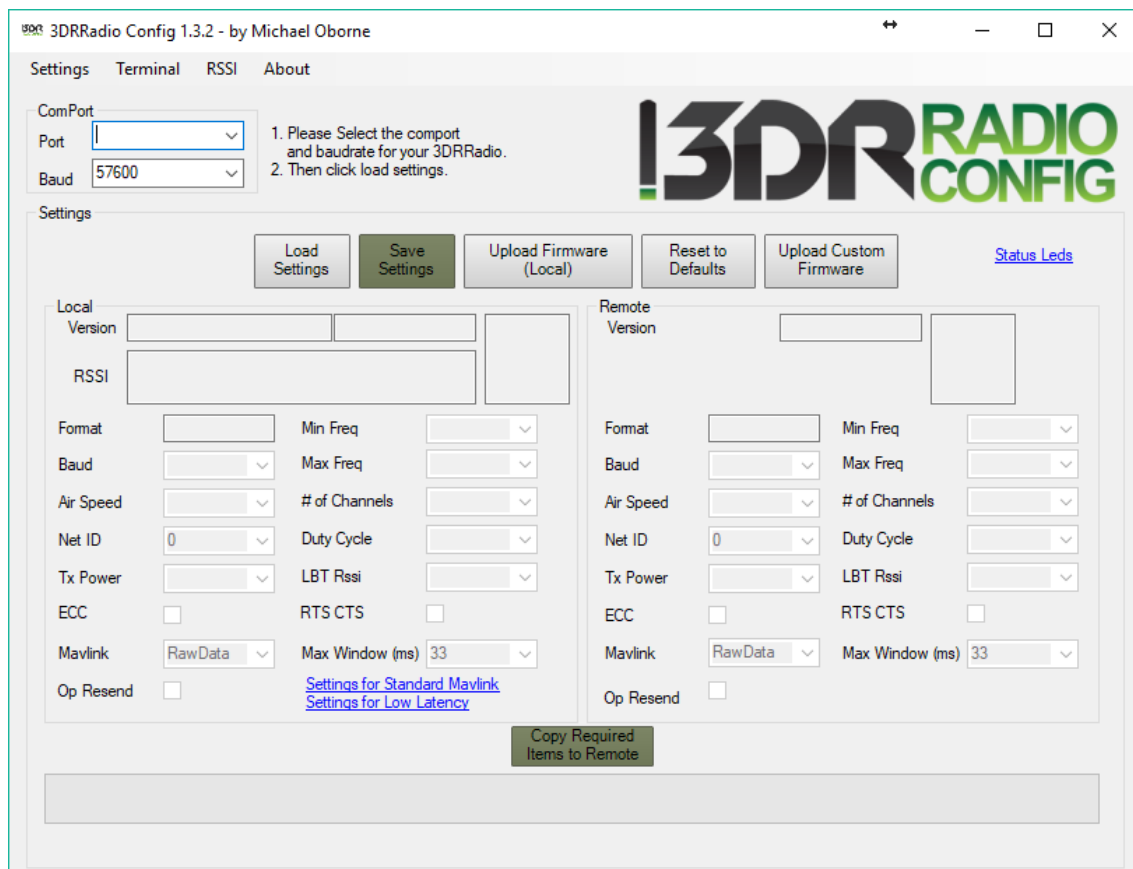 3DR 3DRRadio Config 1.3.2 - by Michael Oborne
Settings Terminal RSSI About
ComPort
Port
Baud 57600
1. Please Select the comport
and baudrate for your 3DRRadio.
2. Then click load settings.
!3DR RADIO
CONFIG
Settings
Load
Settings
Save
Settings
Upload Firmware
(Local)
Reset to
Defaults
Upload Custom
Firmware
Status Leds
Local
Version
RSSI
Format
Min Freq
Baud
Max Freq
Air Speed
# of Channels
Net ID 0
Duty Cycle
Tx Power
LBT Rssi
ECC
RTS CTS
Mavlink RawData
Max Window (ms) 33
Op Resend
Settings for Standard Mavlink
Settings for Low Latency
Remote
Version
Format
Min Freq
Baud
Max Freq
Air Speed
# of Channels
Net ID 0
Duty Cycle
Tx Power
LBT Rssi
ECC
RTS CTS
Mavlink RawData
Max Window (ms) 33
Op Resend
Copy Required
Items to Remote